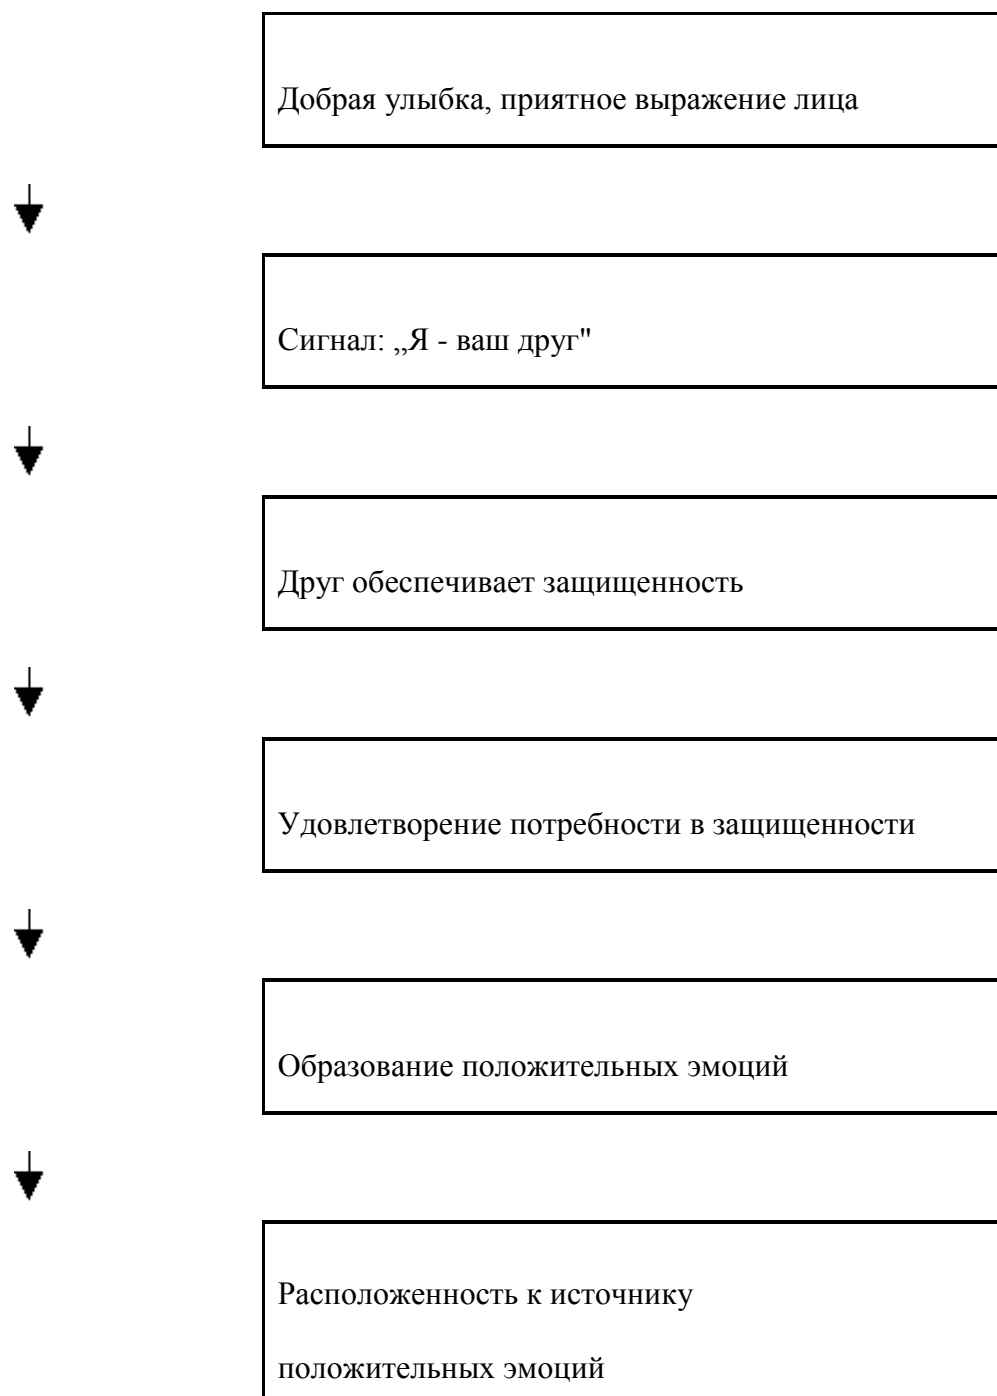 Добрая улыбка, приятное выражение лица
Сигнал: ,,Я - ваш друг"
Друг обеспечивает защищенность
Удовлетворение потребности в защищенности
Образование положительных эмоций
Расположенность к источнику
положительных эмоций